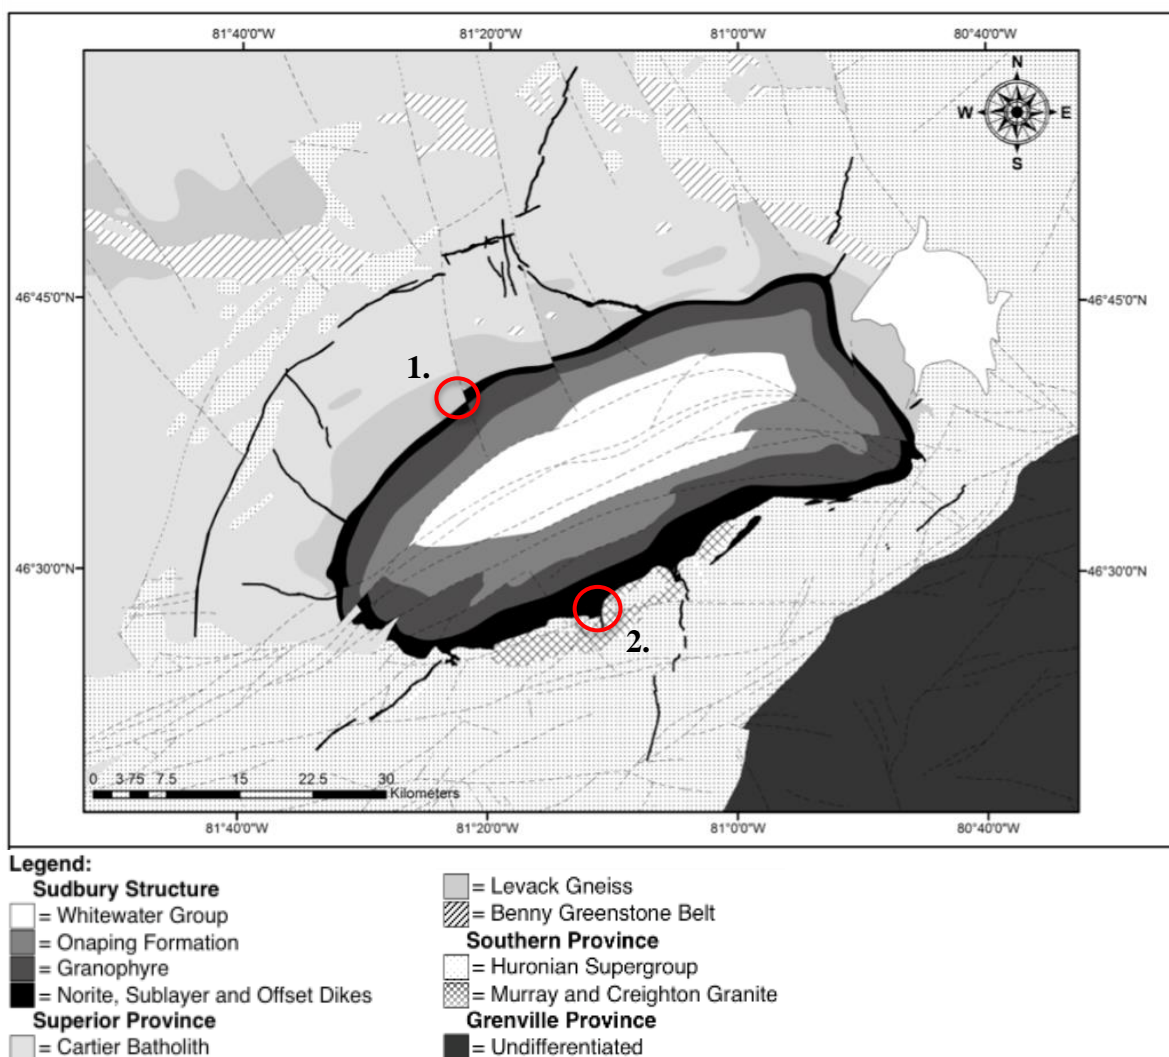 81°40'0"W 81°20'0"W 81°0'0"W 80°40'0"W
N
W E
S
46°45'0"N 46°45'0"N
1.
46°30'0"N 46°30'0"N
2.
0 3.75 7.5 15 22.5 30
Kilometers
81°40'0"W 81°20'0"W 81°0'0"W 80°40'0"W
Legend:
Sudbury Structure
= Whitewater Group
= Onaping Formation
= Granophyre
= Norite, Sublayer and Offset Dikes
Superior Province
= Cartier Batholith
= Levack Gneiss
= Benny Greenstone Belt
Southern Province
= Huronian Supergroup
= Murray and Creighton Granite
Grenville Province
= Undifferentiated